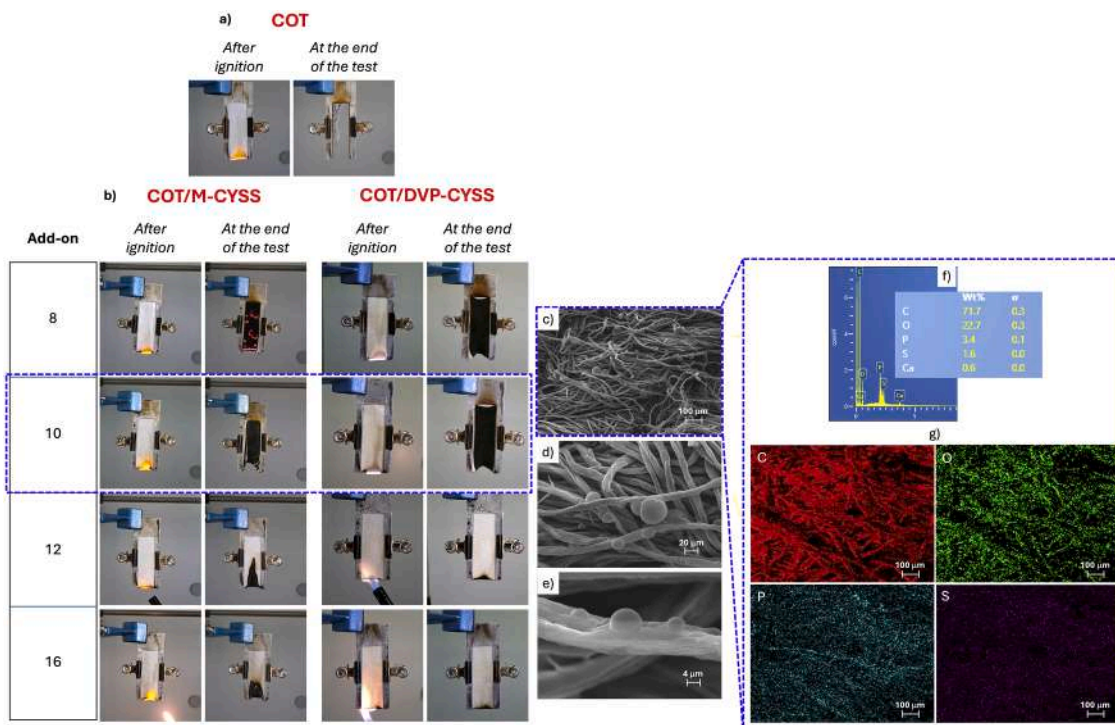 a) COT
After ignition
At the end of the test
b) COT/M-CYSS COT/DVP-CYSS
Add-on
After ignition
At the end of the test
After ignition
At the end of the test
8
10
12
16
c)
100 µm
d)
20 µm
e)
4 µm
f)
Wt% σ
C 71.7 0.3
O 22.7 0.3
P 3.4 0.1
S 1.6 0.0
Ca 0.6 0.0
g)
C
100 µm
O
100 µm
P
100 µm
S
100 µm